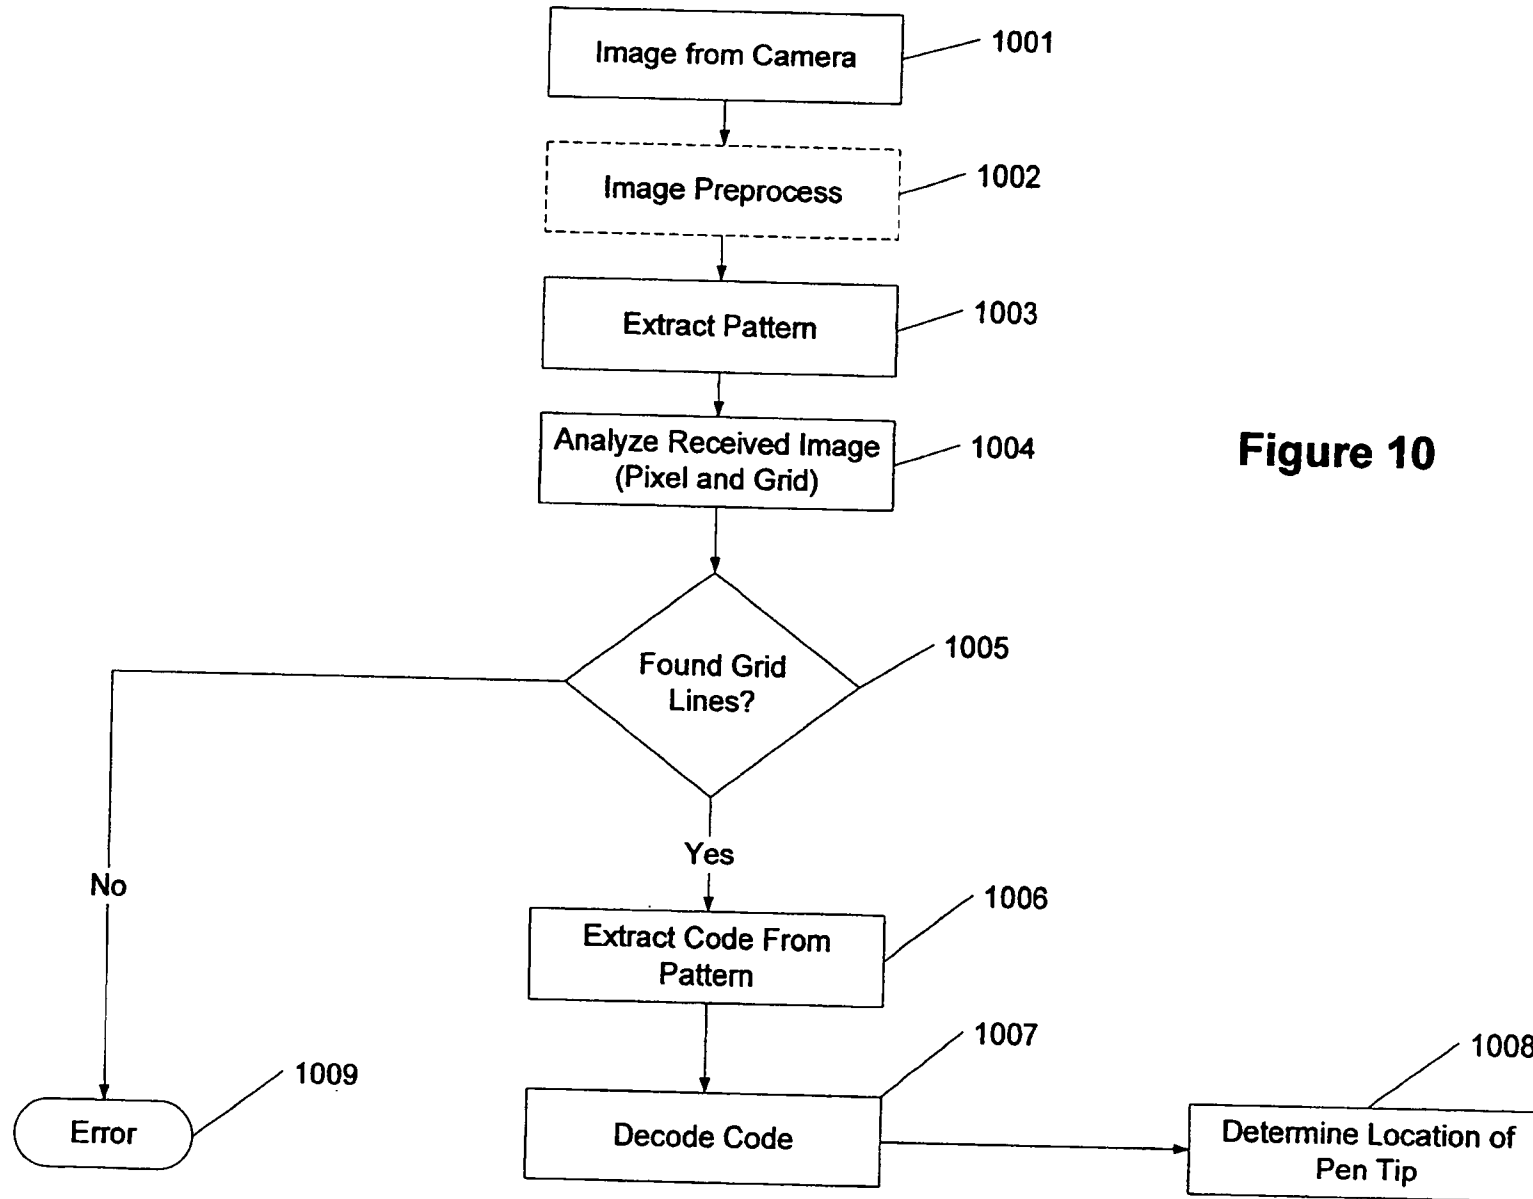 Image from Camera
1001
Image Preprocess
1002
Extract Pattern
1003
Analyze Received Image
(Pixel and Grid)
1004
Figure 10
Found Grid
Lines?
1005
No
Yes
Extract Code From
Pattern
1006
Decode Code
1007
Determine Location of
Pen Tip
1008
Error
1009